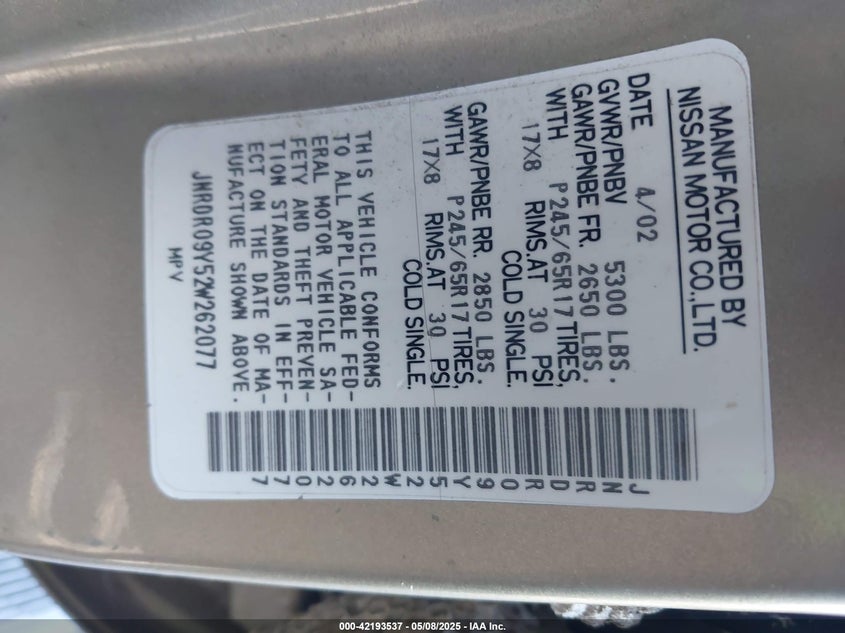 MANUFACTURED BY
NISSAN MOTOR CO.,LTD.
DATE 4/02
GVWR/PNBV 5300 LBS.
GAWR/PNBE FR. 2650 LBS.
WITH P245/65R17 TIRES,
17X8 RIMS.AT 30 PSI
COLD SINGLE.
GAWR/PNBE RR. 2850 LBS.
WITH P245/65R17 TIRES,
17X8 RIMS.AT 30 PSI
COLD SINGLE.
THIS VEHICLE CONFORMS
TO ALL APPLICABLE FED-
ERAL MOTOR VEHICLE SA-
FETY AND THEFT PREVEN-
TION STANDARDS IN EFF-
ECT ON THE DATE OF MA-
NUFACTURE SHOWN ABOVE.
JNRDR09Y52W262077
MPV
JNRDR09Y52W262077
000-42193537 - 05/08/2025 - IAA Inc.